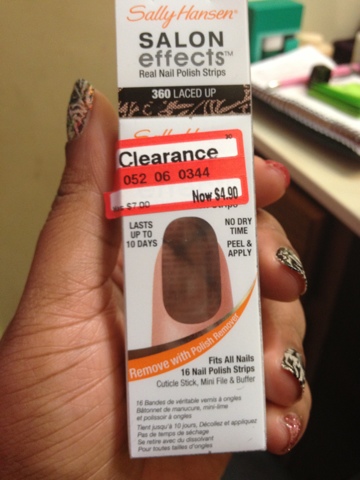 Sally Hansen®
SALON
effects™
Real Nail Polish Strips
360 LACED UP
Clearance 30
052 06 0344
$7.00 Now $4.90
LASTS
UP TO
10 DAYS
NO DRY
TIME
PEEL &
APPLY
Remove with Polish Remover
Fits All Nails
16 Nail Polish Strips
Cuticle Stick, Mini File & Buffer
16 Bandes de véritable vernis à ongles
Bâtonnet de manucure, mini-lime
et polissoir à ongles
Tient jusqu'à 10 jours, Décollez et appliquez
Pas de temps de séchage
Se retire avec du dissolvant
Pour toutes tailles d'ongles